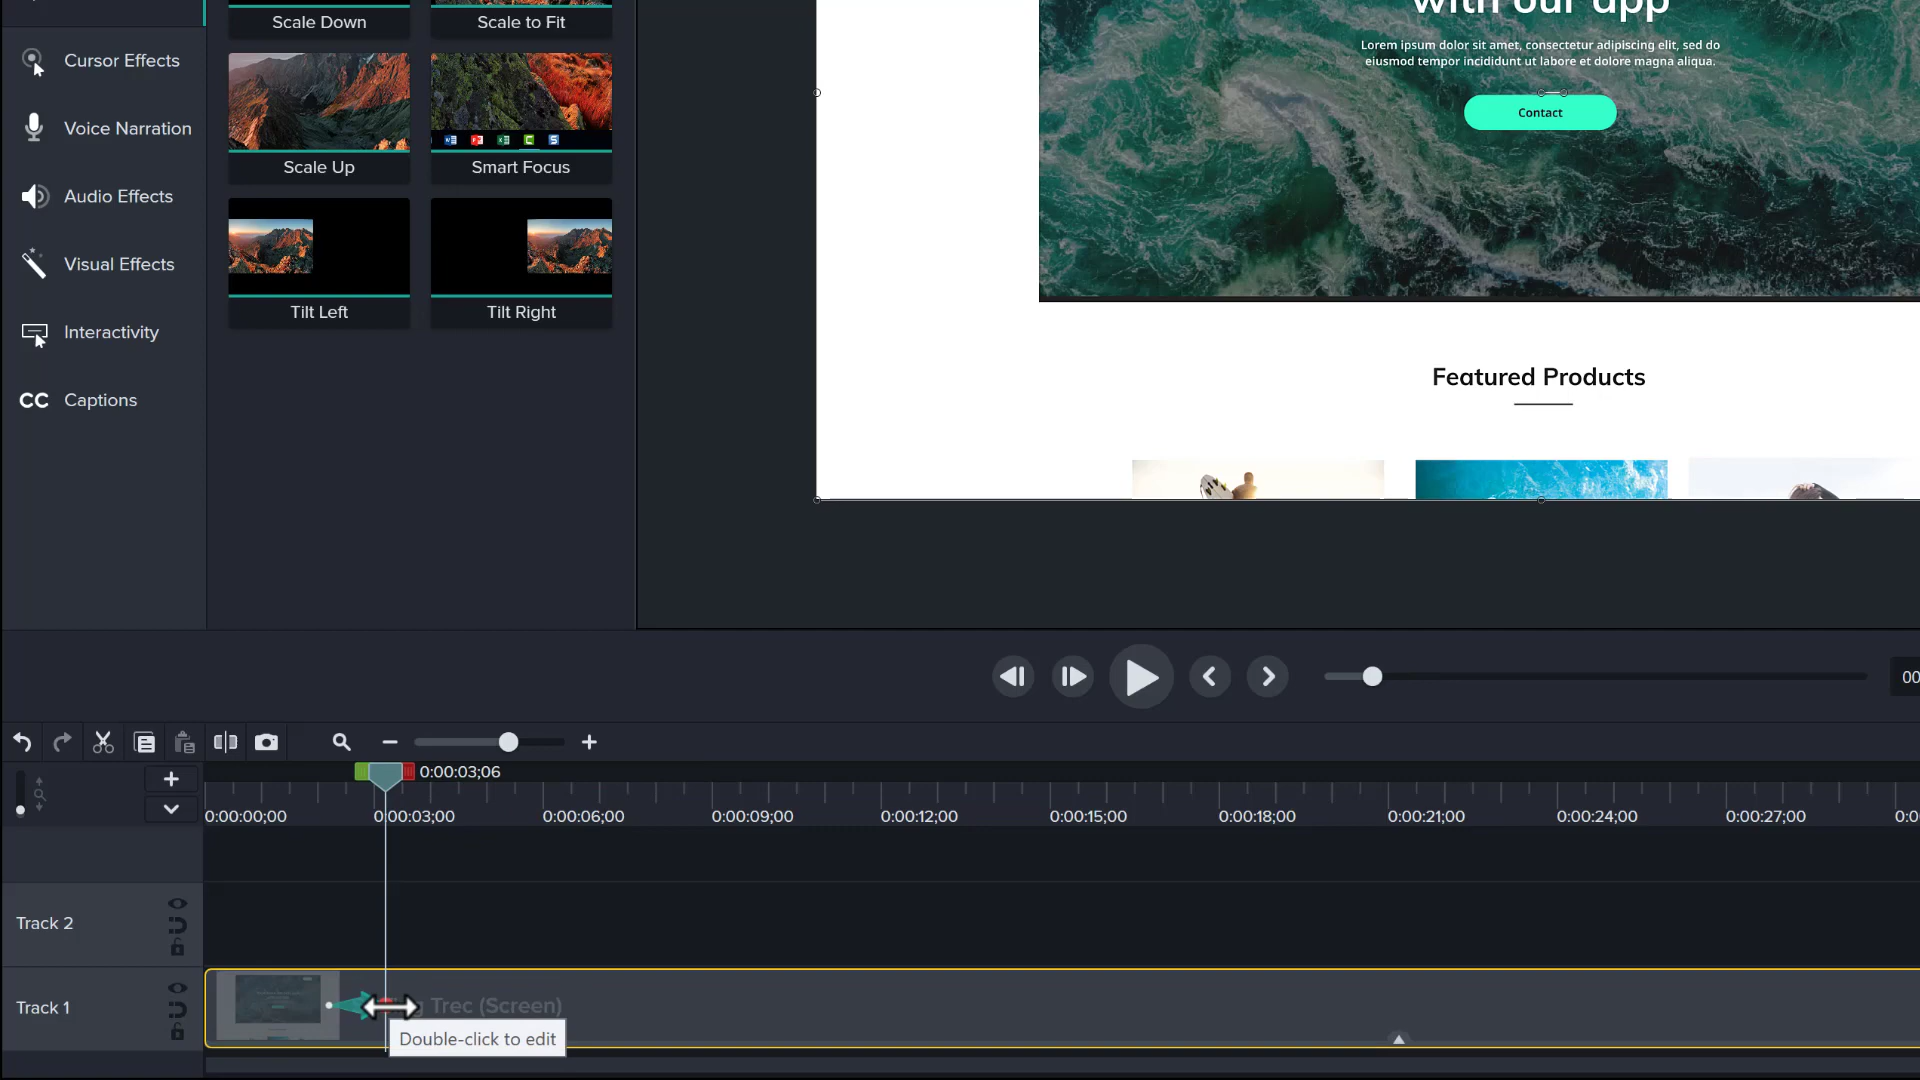 Scale Down
Scale to Fit
Cursor Effects
Voice Narration
Audio Effects
Visual Effects
Interactivity
CC Captions
Scale Up
Smart Focus
Tilt Left
Tilt Right
with our app
Lorem ipsum dolor sit amet, consectetur adipiscing elit, sed do
eiusmod tempor incididunt ut labore et dolore magna aliqua.
Contact
Featured Products
00
0:00:03;06
0:00:00;00
0:00:03;00
0:00:06;00
0:00:09;00
0:00:12;00
0:00:15;00
0:00:18;00
0:00:21;00
0:00:24;00
0:00:27;00
0:0
Track 2
Track 1
Trec (Screen)
Double-click to edit